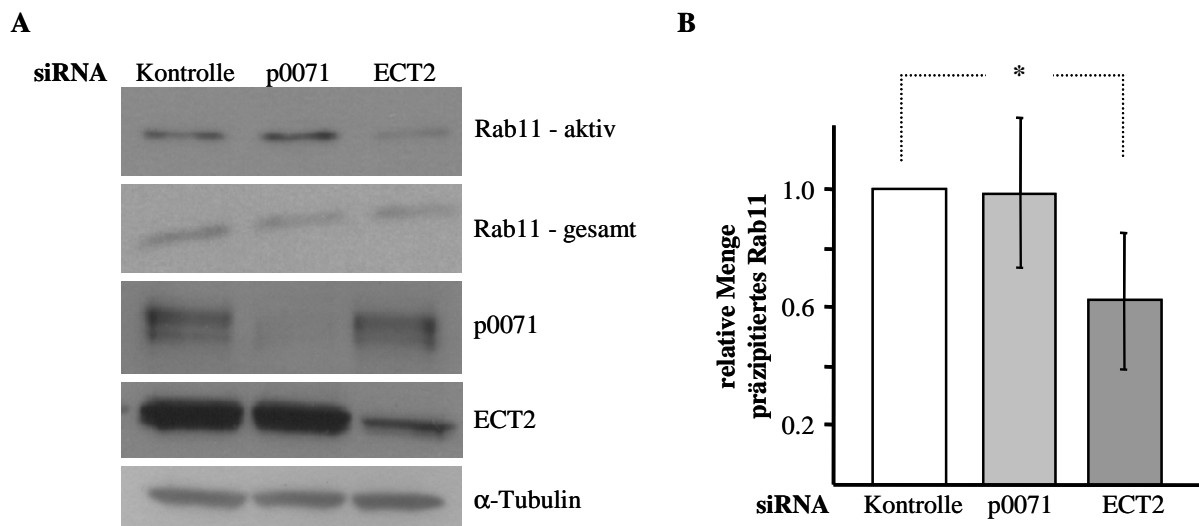 A
siRNA Kontrolle p0071 ECT2
Rab11 - aktiv
Rab11 - gesamt
p0071
ECT2
α-Tubulin
B
*
relative Menge
präzipitiertes Rab11
1.0
0.6
0.2
siRNA Kontrolle p0071 ECT2